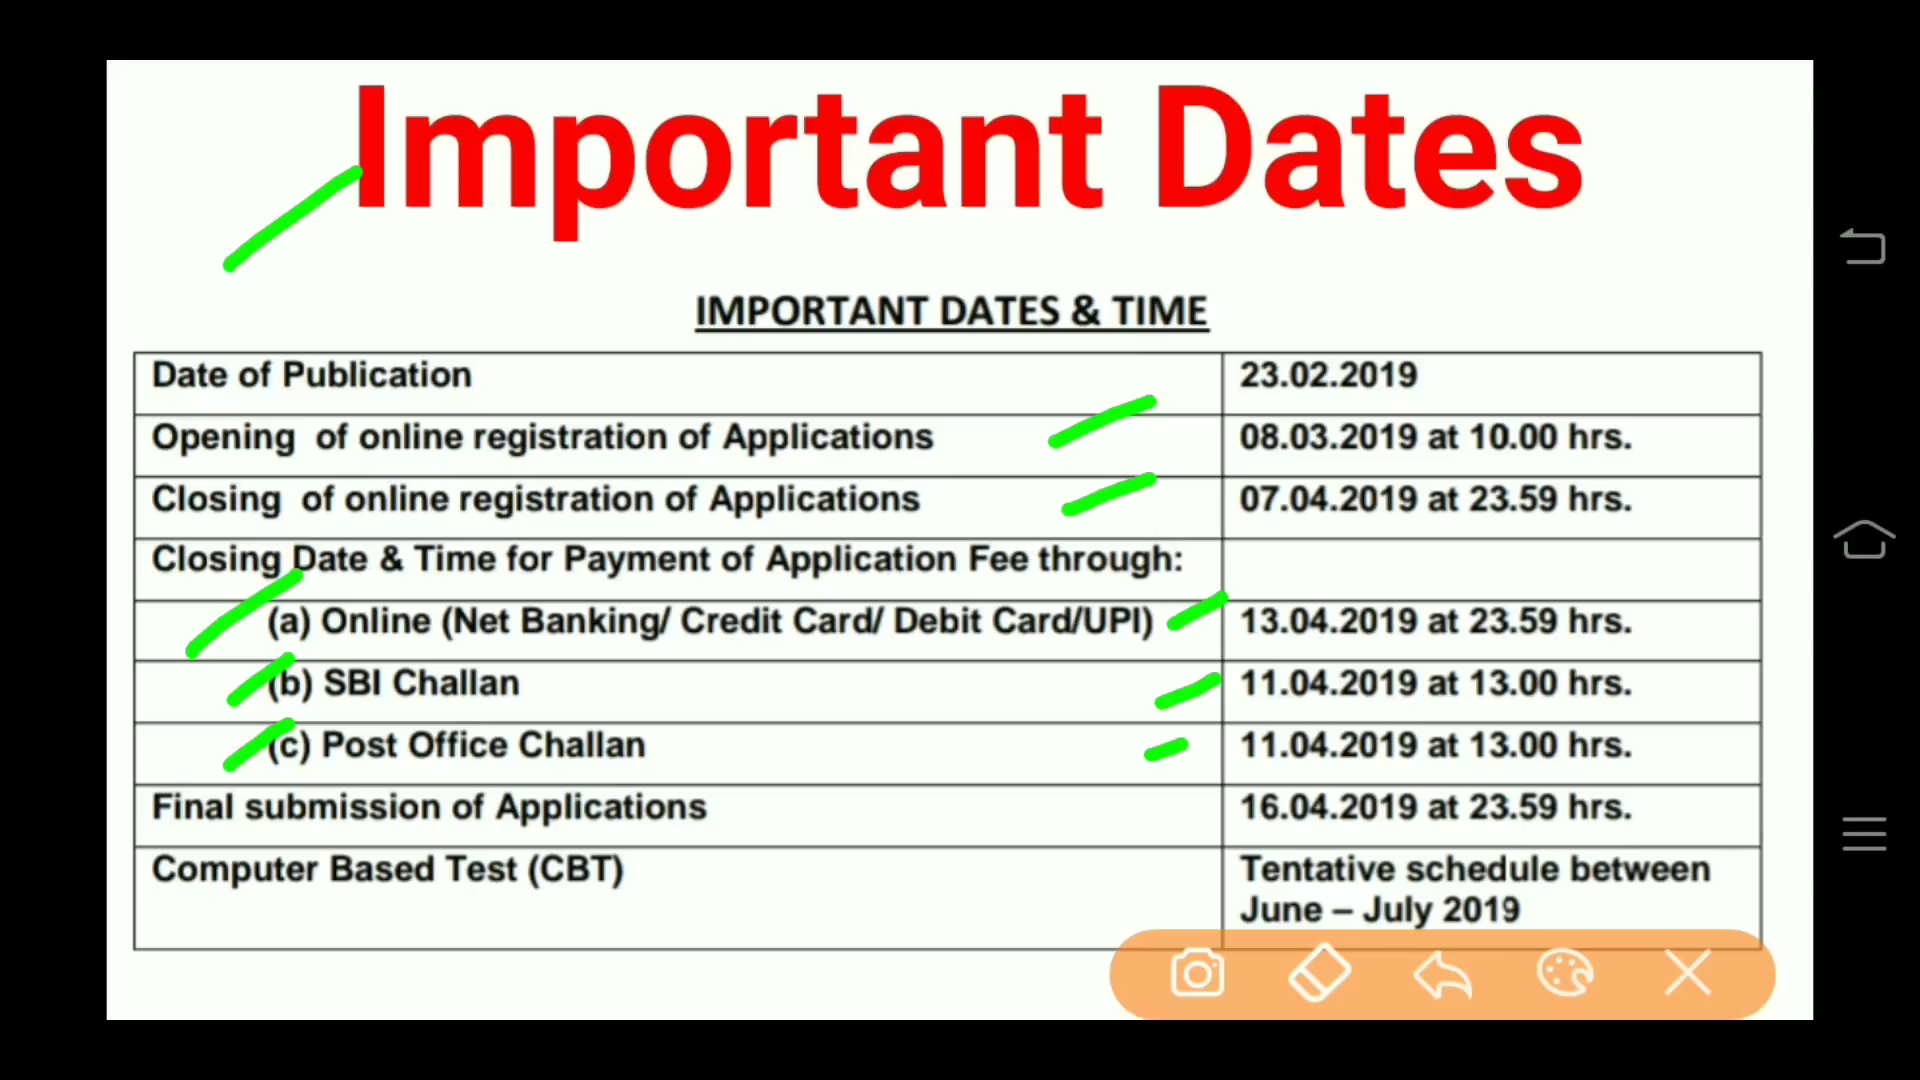 Important Dates
IMPORTANT DATES & TIME
Date of Publication 23.02.2019
Opening of online registration of Applications 08.03.2019 at 10.00 hrs.
Closing of online registration of Applications 07.04.2019 at 23.59 hrs.
Closing Date & Time for Payment of Application Fee through:
(a) Online (Net Banking/ Credit Card/ Debit Card/UPI) 13.04.2019 at 23.59 hrs.
(b) SBI Challan 11.04.2019 at 13.00 hrs.
(c) Post Office Challan 11.04.2019 at 13.00 hrs.
Final submission of Applications 16.04.2019 at 23.59 hrs.
Computer Based Test (CBT) Tentative schedule between
June – July 2019